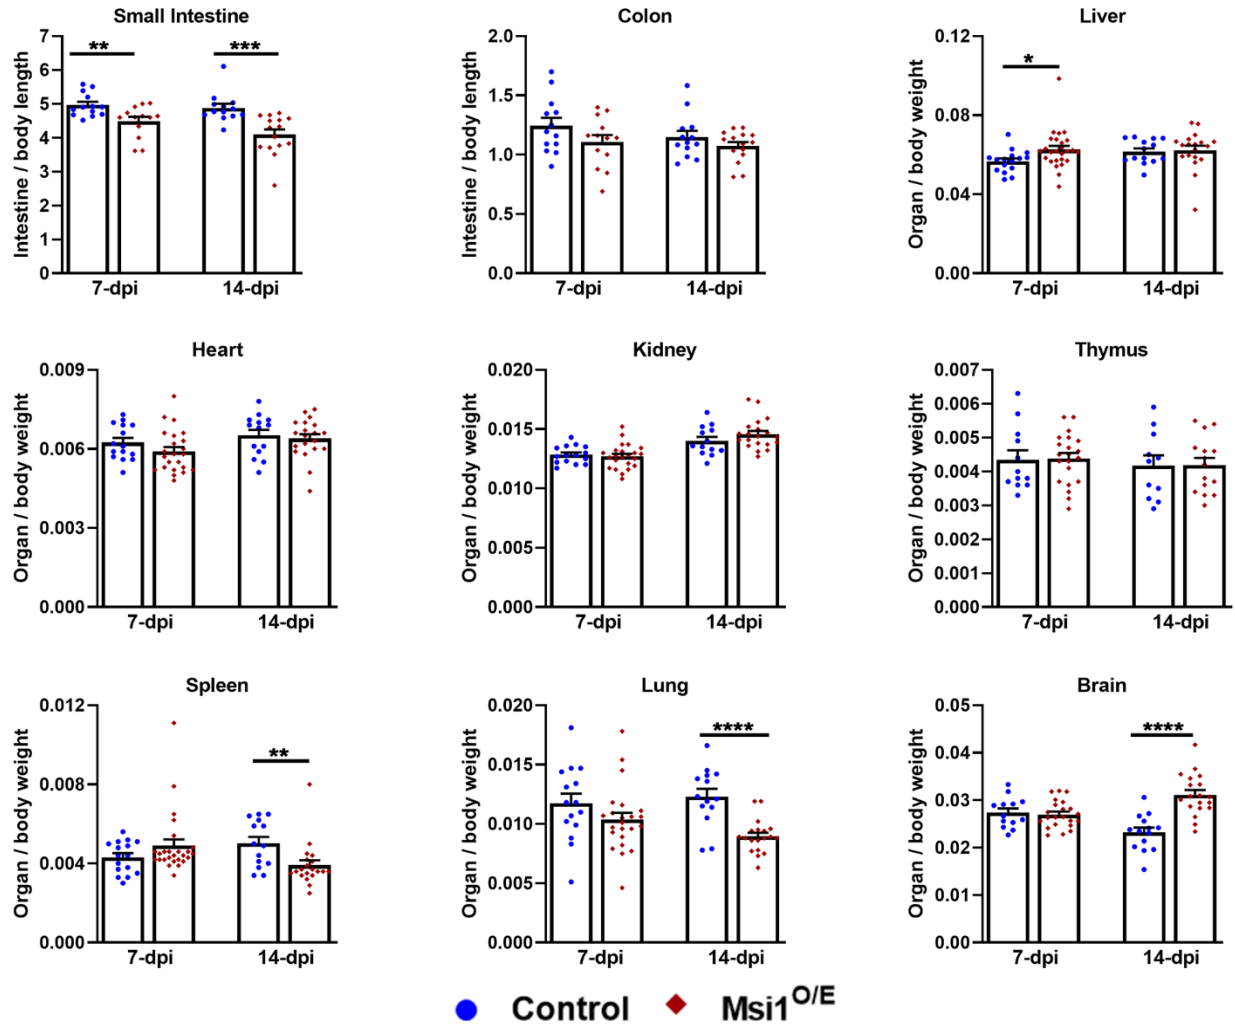 Small Intestine
Intestine / body length
7
6
5
4
3
2
1
0
**
***
7-dpi
14-dpi
Colon
Intestine / body length
2.0
1.5
1.0
0.5
0.0
7-dpi
14-dpi
Liver
Organ / body weight
0.12
0.08
0.04
0.00
*
7-dpi
14-dpi
Heart
Organ / body weight
0.009
0.006
0.003
0.000
7-dpi
14-dpi
Kidney
Organ / body weight
0.020
0.015
0.010
0.005
0.000
7-dpi
14-dpi
Thymus
Organ / body weight
0.007
0.006
0.005
0.004
0.003
0.002
0.001
0.000
7-dpi
14-dpi
Spleen
Organ / body weight
0.012
0.008
0.004
0.000
**
7-dpi
14-dpi
Lung
Organ / body weight
0.020
0.015
0.010
0.005
0.000
****
7-dpi
14-dpi
Brain
Organ / body weight
0.05
0.04
0.03
0.02
0.01
0.00
****
7-dpi
14-dpi
Control Msi1^O/E